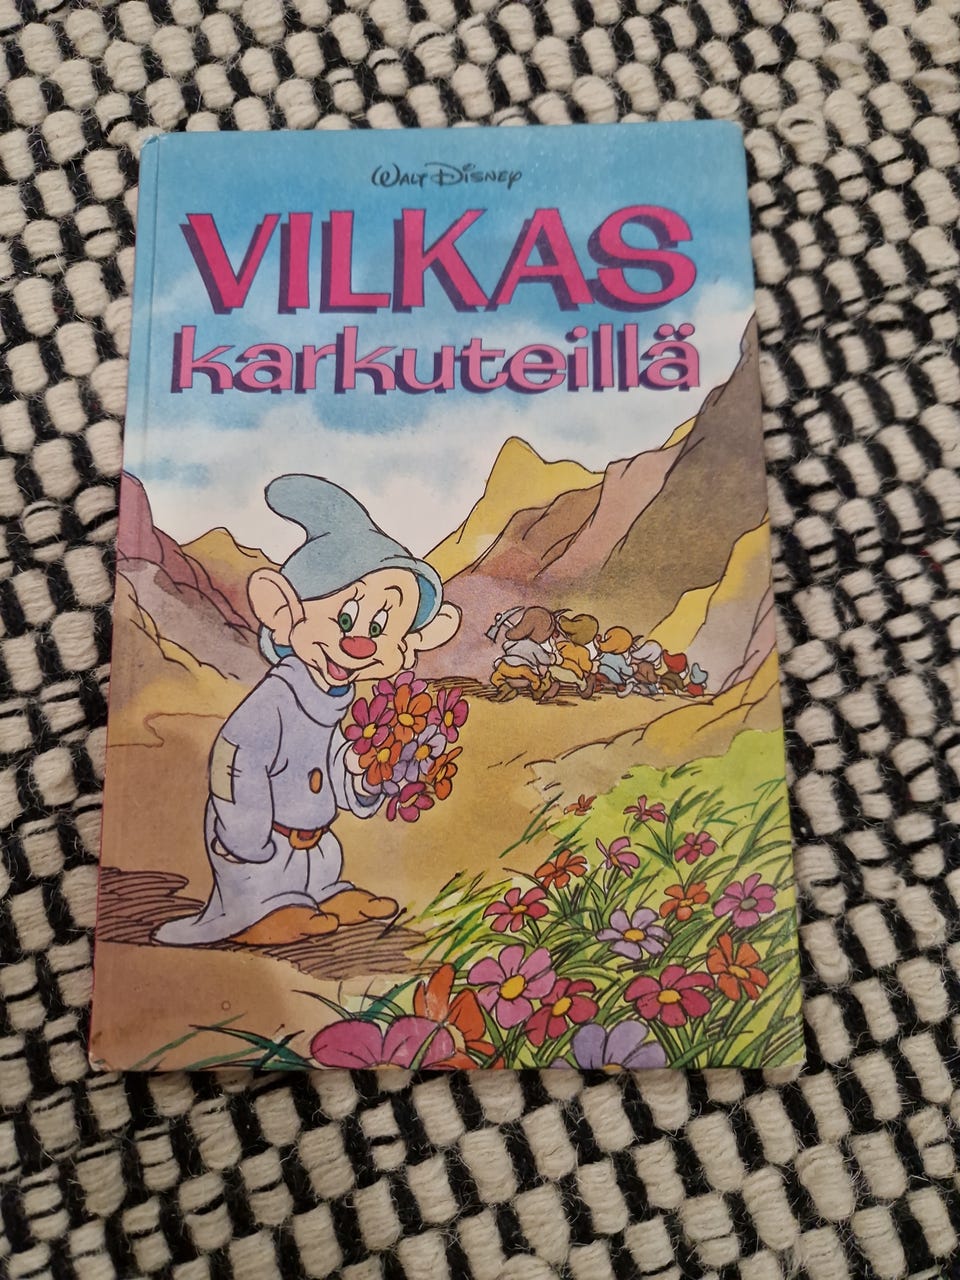 Walt Disney
VILKAS
karkuteillä